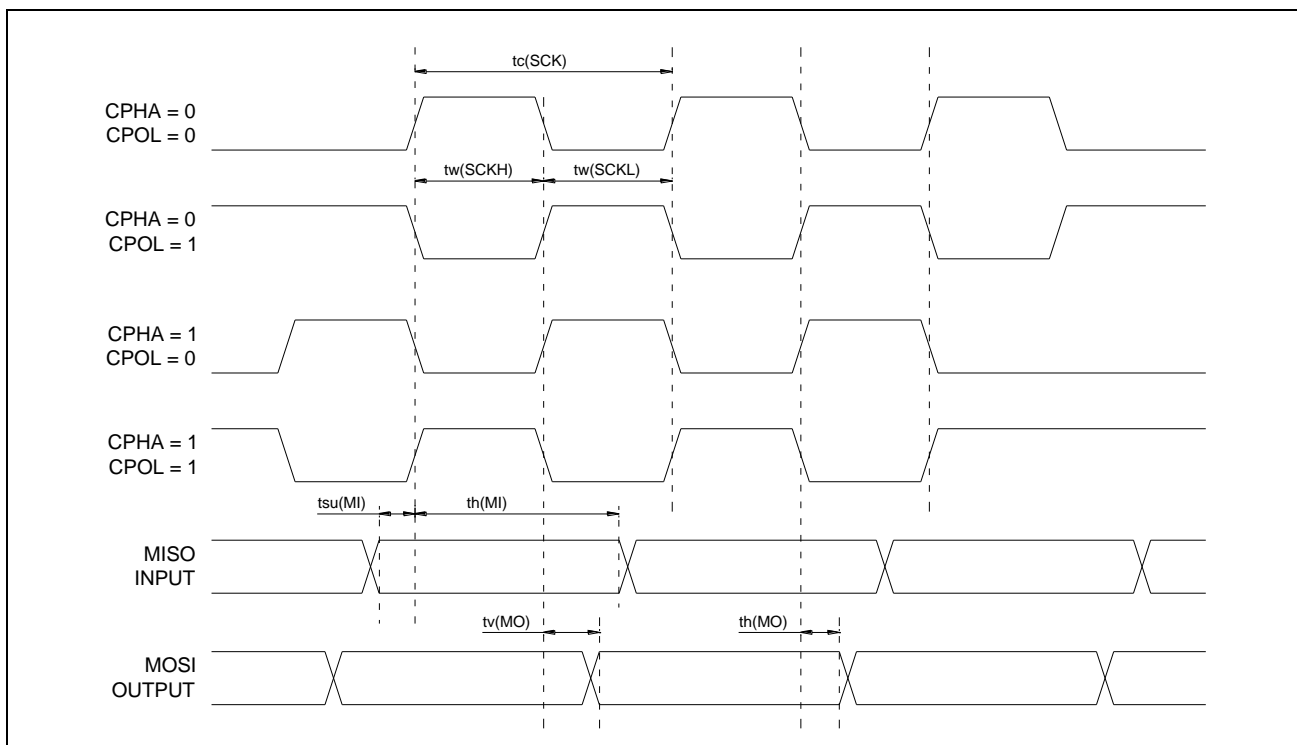 tc(SCK)
CPHA = 0
CPOL = 0
tw(SCKH)
tw(SCKL)
CPHA = 0
CPOL = 1
CPHA = 1
CPOL = 0
CPHA = 1
CPOL = 1
tsu(MI)
th(MI)
MISO
INPUT
tv(MO)
th(MO)
MOSI
OUTPUT